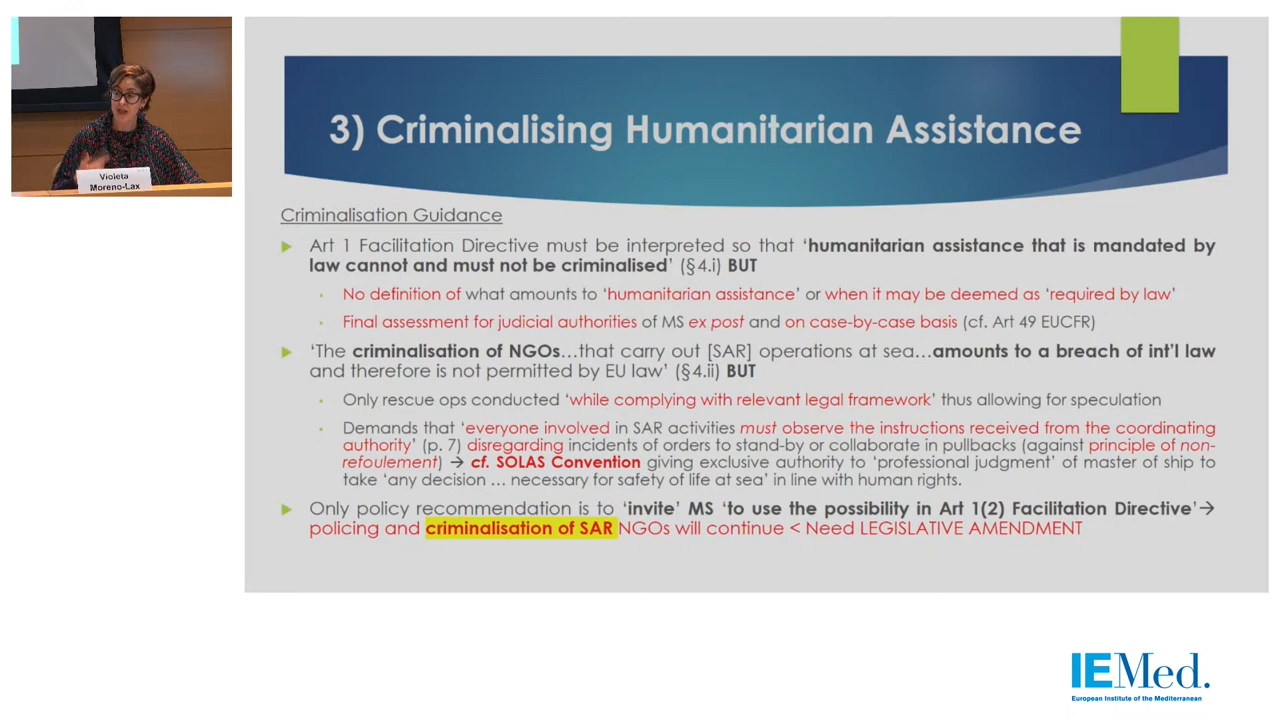 Violeta
Moreno-Lax
3) Criminalising Humanitarian Assistance
Criminalisation Guidance
Art 1 Facilitation Directive must be interpreted so that ‘humanitarian assistance that is mandated by
law cannot and must not be criminalised’ (§4.i) BUT
No definition of what amounts to ‘humanitarian assistance’ or when it may be deemed as ‘required by law’
Final assessment for judicial authorities of MS ex post and on case-by-case basis (cf. Art 49 EUCFR)
‘The criminalisation of NGOs…that carry out [SAR] operations at sea…amounts to a breach of int’l law
and therefore is not permitted by EU law’ (§4.ii) BUT
Only rescue ops conducted ‘while complying with relevant legal framework’ thus allowing for speculation
Demands that ‘everyone involved in SAR activities must observe the instructions received from the coordinating
authority’ (p. 7) disregarding incidents of orders to stand-by or collaborate in pullbacks (against principle of non-
refoulement) → cf. SOLAS Convention giving exclusive authority to ‘professional judgment’ of master of ship to
take ‘any decision … necessary for safety of life at sea’ in line with human rights.
Only policy recommendation is to ‘invite’ MS ‘to use the possibility in Art 1(2) Facilitation Directive’→
policing and criminalisation of SAR NGOs will continue < Need LEGISLATIVE AMENDMENT
IEMed.
European Institute of the Mediterranean